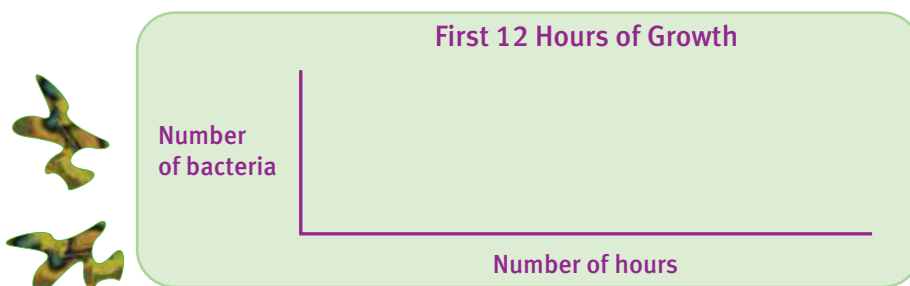 First 12 Hours of Growth
Number
of bacteria
Number of hours